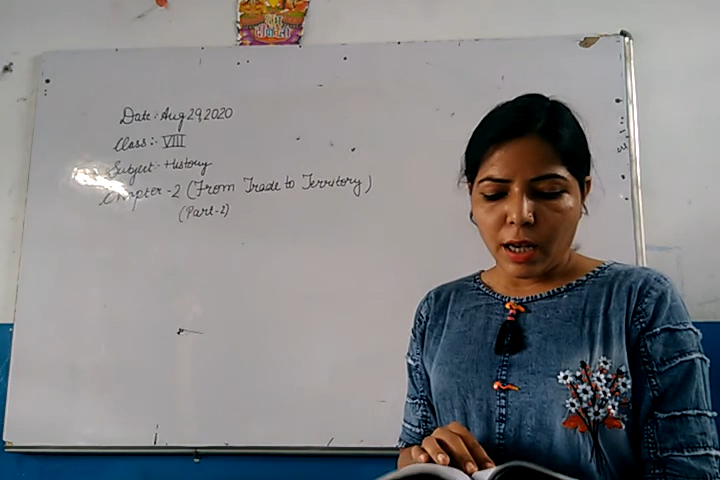 Date:- Aug 29, 2020
Class:- VIII
Subject:- History
Chapter-2 (From Trade to Territory)
(Part-2)